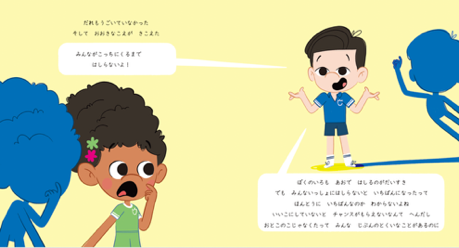 だれもうごいていなかった
そして　おおきなこえが　きこえた
みんながこっちにくるまで
はしらないよ！
ぼくのいろも　あおで　はしるのがだいすき
でも　みんないっしょにはしらないと　いちばんになったって
ほんとうに　いちばんなのか　わからないよね
いいこにしていないと　チャンスがもらえないなんて　へんだし
おとこのこじゃなくたって　みんな　とぶんのとくいなことがあるのに